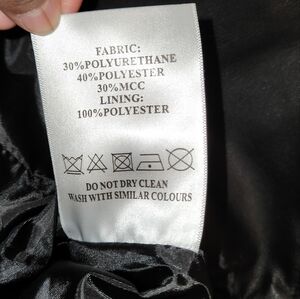 FABRIC:
30%POLYURETHANE
40%POLYESTER
30%MCC
LINING:
100%POLYESTER
DO NOT DRY CLEAN
WASH WITH SIMILAR COLOURS